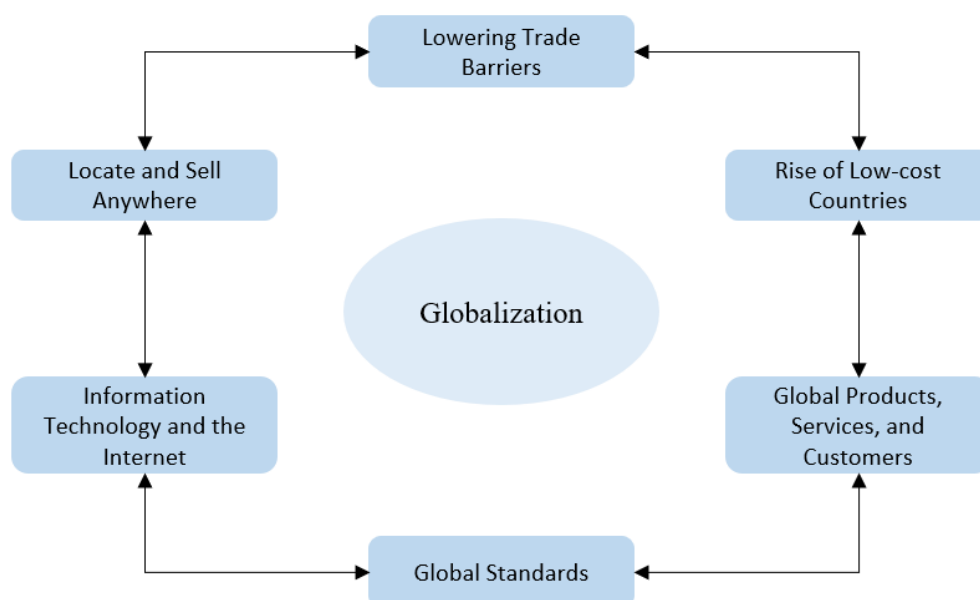 Lowering Trade
Barriers
Locate and Sell
Anywhere
Rise of Low-cost
Countries
Globalization
Information
Technology and the
Internet
Global Products,
Services, and
Customers
Global Standards